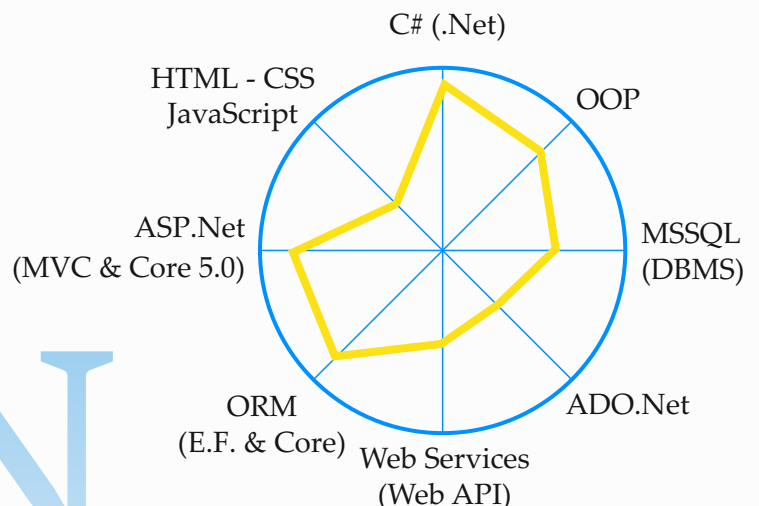 C# (.Net)
HTML - CSS
JavaScript
OOP
ASP.Net
(MVC & Core 5.0)
MSSQL
(DBMS)
ORM
(E.F. & Core)
ADO.Net
Web Services
(Web API)
N